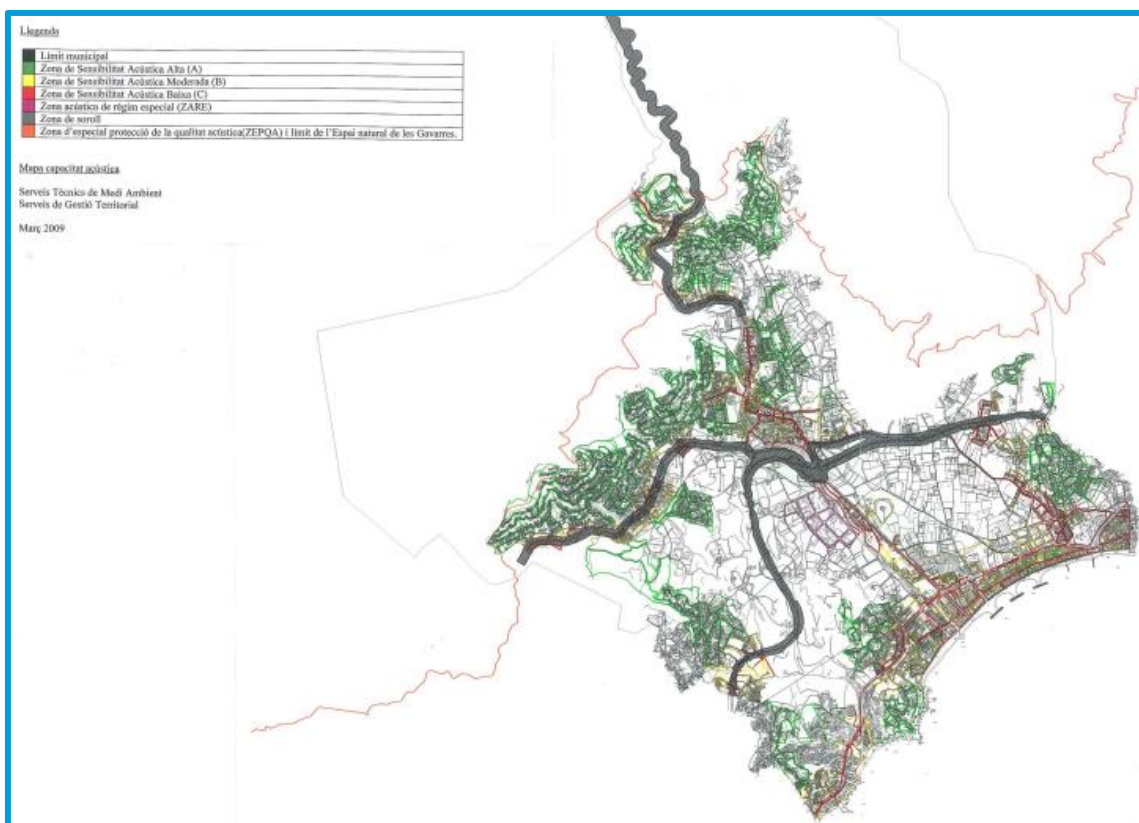 Llegenda
Límit municipal
Zona de Sensibilitat Acústica Alta (A)
Zona de Sensibilitat Acústica Moderada (B)
Zona de Sensibilitat Acústica Baixa (C)
Zona acústica de règim especial (ZARE)
Zona de soroll
Zona d'especial protecció de la qualitat acústica(ZEPQA) i límit de l'Espai natural de les Gavarres.
Mapa capacitat acústica
Serveis Tècnics de Medi Ambient
Serveis de Gestió Territorial
Març 2009